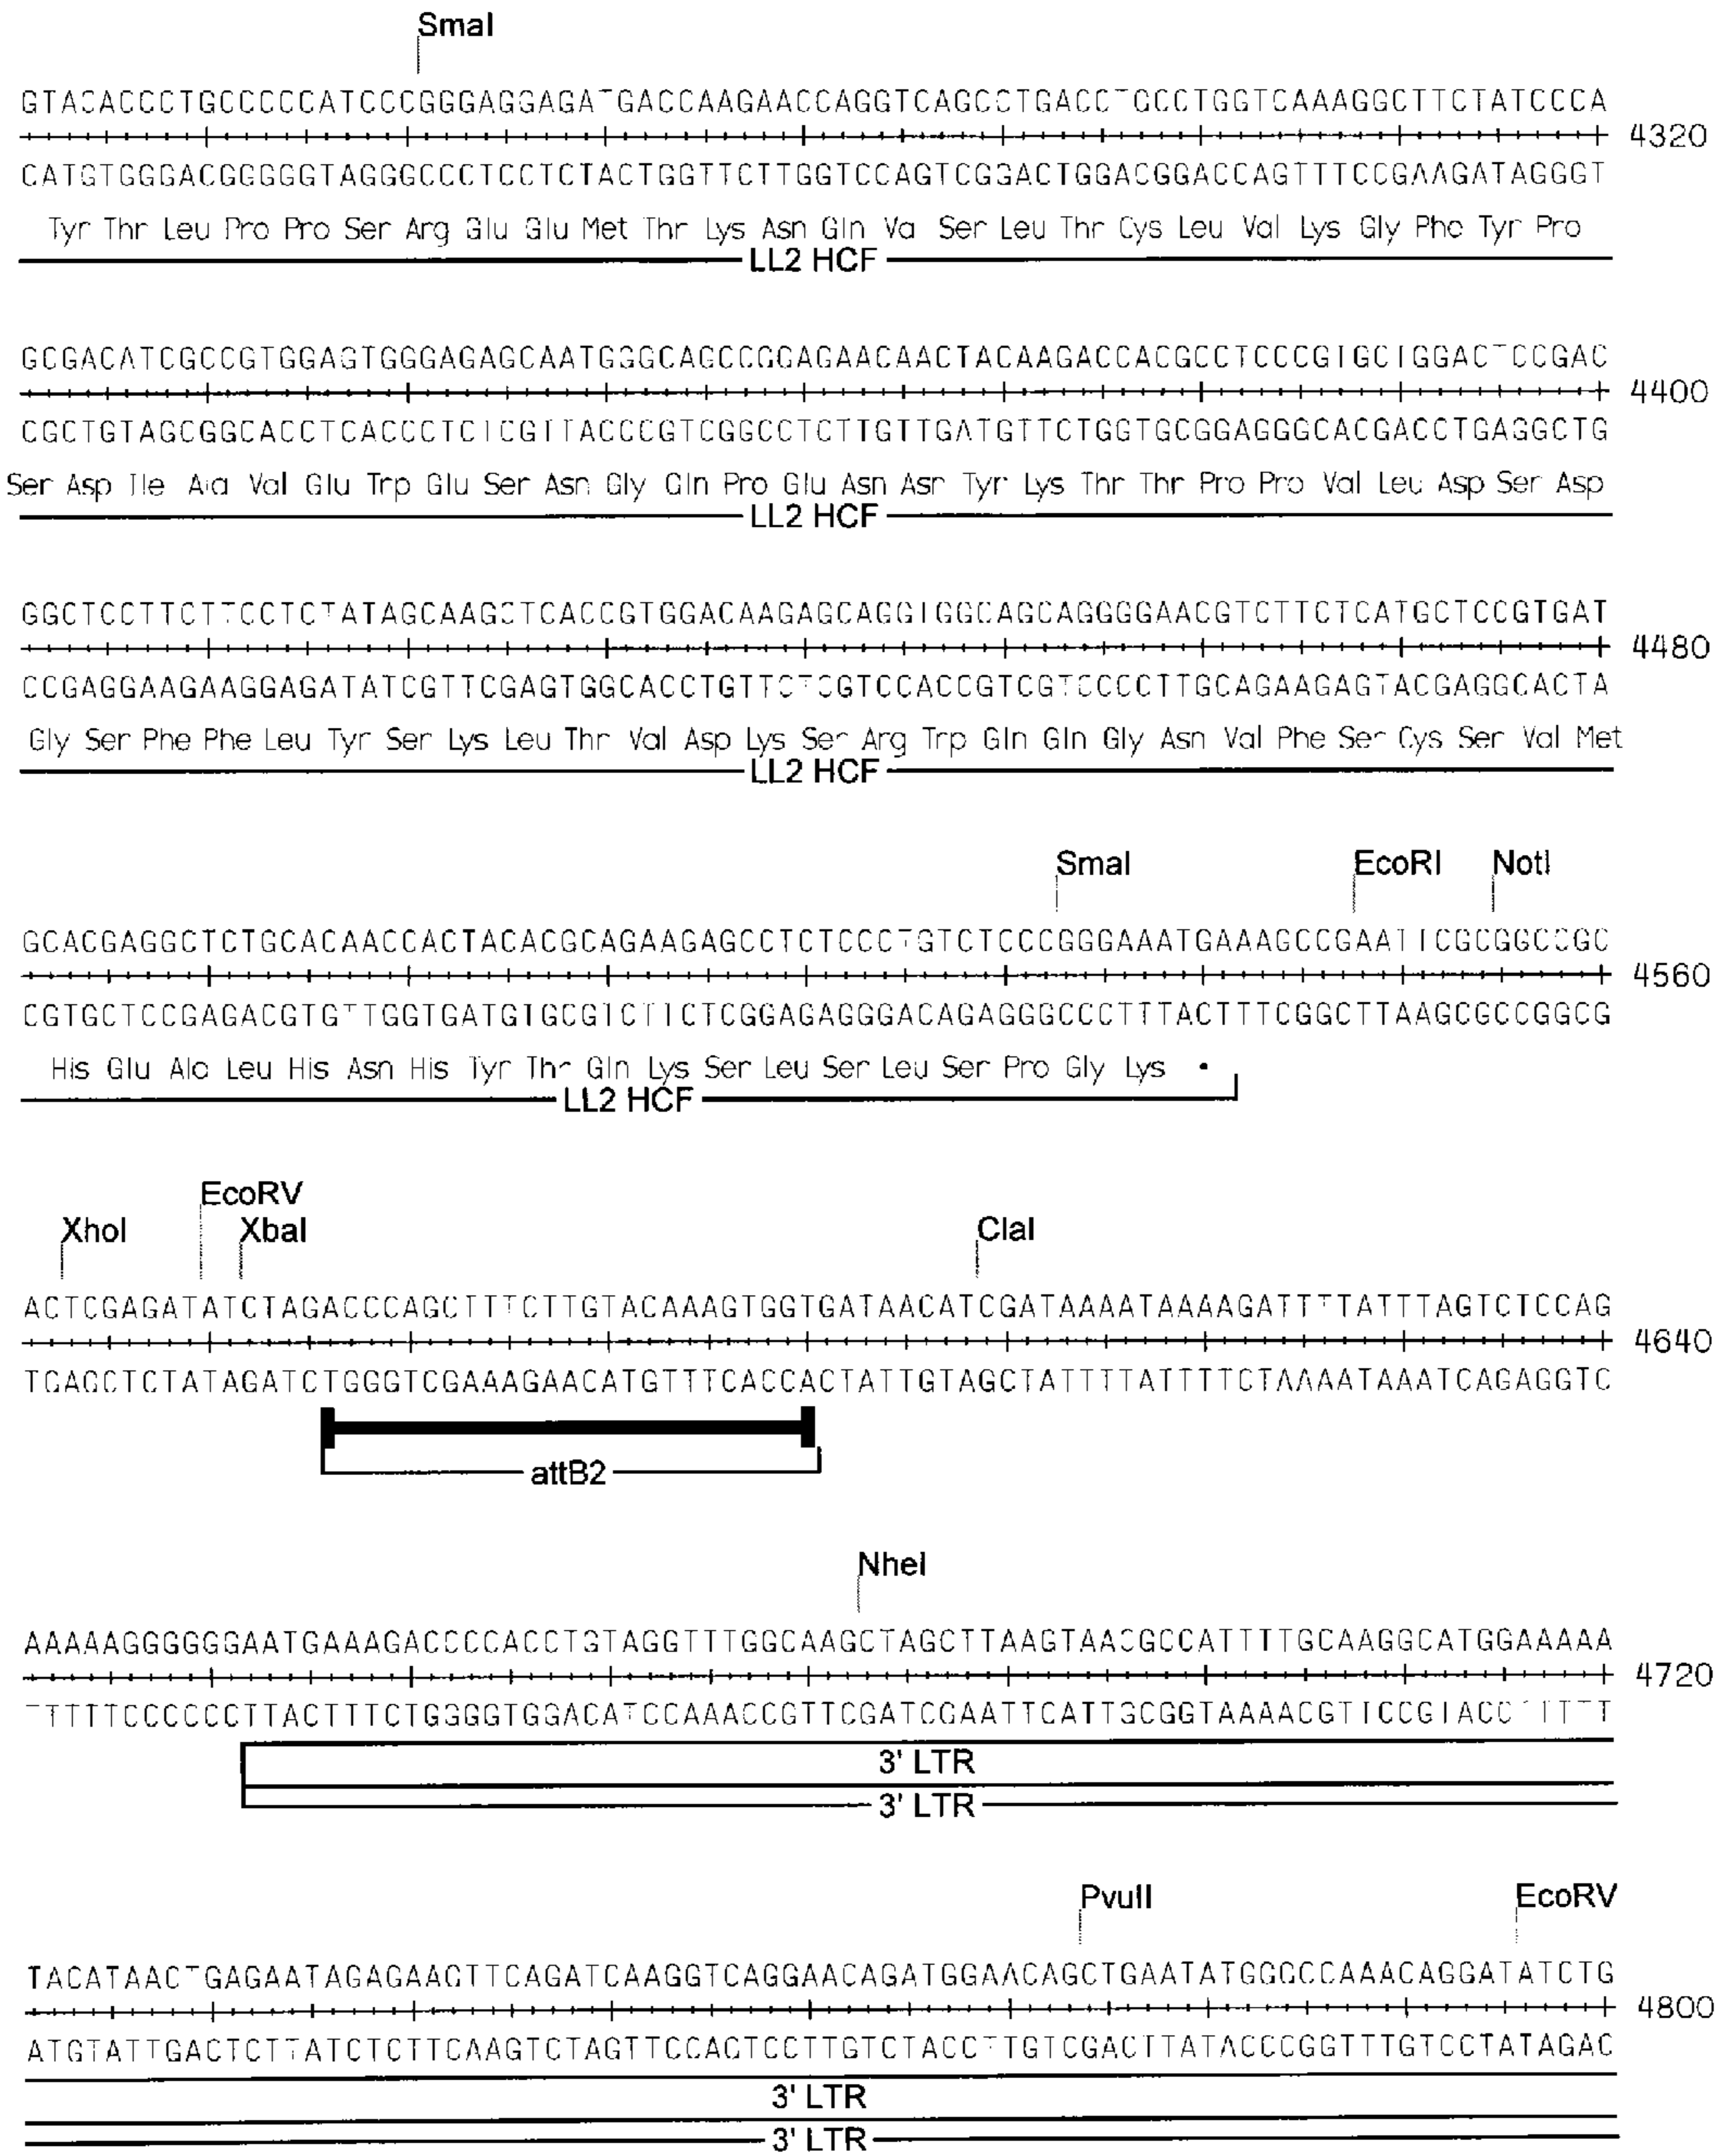 SmaI
GTACACCCTGCCCCCATCCCGGGAGGAGATGACCAAGAACCAGGTCAGCCTGACCTGCCTGGTCAAAGGCTTCTATCCCA
4320
CATGTGGGACGGGGGTAGGGCCCTCCTCTACTGGTTCTTGGTCCAGTCGGACTGGACGGACCAGTTTCCGAAGATAGGGT
Tyr Thr Leu Pro Pro Ser Arg Glu Glu Met Thr Lys Asn Gln Va Ser Leu Thr Cys Leu Val Lys Gly Phe Tyr Pro
LL2 HCF
GCGACATCGCCGTGGAGTGGGAGAGCAATGGGCAGCCGGAGAACAACTACAAGACCACGCCTCCCGTGCTGGACTCCGAC
4400
CGCTGTAGCGGCACCTCACCCTCTCGTTACCCGTCGGCCTCTTGTTGATGTTCTGGTGCGGAGGGCACGACCTGAGGCTG
Ser Asp Ile Ala Val Glu Trp Glu Ser Asn Gly Gln Pro Glu Asn Asn Tyr Lys Thr Thr Pro Pro Val Leu Asp Ser Asp
LL2 HCF
GGCTCCTTCTTCCTCTATAGCAAGCTCACCGTGGACAAGAGCAGGTGGCAGCAGGGGAACGTCTTCTCATGCTCCGTGAT
4480
CCGAGGAAGAAGGAGATATCGTTCGAGTGGCACCTGTTCTCGTCCACCGTCGTCCCCTTGCAGAAGAGTACGAGGCACTA
Gly Ser Phe Phe Leu Tyr Ser Lys Leu Thr Val Asp Lys Ser Arg Trp Gln Gln Gly Asn Val Phe Ser Cys Ser Val Met
LL2 HCF
SmaI EcoRI NotI
GCACGAGGCTCTGCACAACCACTACACGCAGAAGAGCCTCTCCCTGTCTCCCGGGAAATGAAAGCCGAATTCGCGGCCGC
4560
CGTGCTCCGAGACGTGTTGGTGATGTGCGTCTTCTCGGAGAGGGACAGAGGGCCCTTTACTTTCGGCTTAAGCGCCGGCG
His Glu Ala Leu His Asn His Tyr Thr Gln Lys Ser Leu Ser Leu Ser Pro Gly Lys •
LL2 HCF
EcoRV
XhoI XbaI ClaI
ACTCGAGATATCTAGACCCAGCTTTCTTGTACAAAGTGGTGATAACATCGATAAAATAAAAGATTTTATTTAGTCTCCAG
4640
TGAGCTCTATAGATCTGGGTCGAAAGAACATGTTTCACCACTATTGTAGCTATTTTATTTTCTAAAATAAATCAGAGGTC
attB2
NheI
AAAAAGGGGGGAATGAAAGACCCCACCTGTAGGTTTGGCAAGCTAGCTTAAGTAACGCCATTTTGCAAGGCATGGAAAAA
4720
TTTTTCCCCCCTTACTTTCTGGGGTGGACATCCAAACCGTTCGATCGAATTCATTGCGGTAAAACGTTCCGTACCTTTTT
3' LTR
3' LTR
PvuII EcoRV
TACATAACTGAGAATAGAGAAGTTCAGATCAAGGTCAGGAACAGATGGAACAGCTGAATATGGGCCAAACAGGATATCTG
4800
ATGTATTGACTCTTATCTCTTCAAGTCTAGTTCCAGTCCTTGTCTACCTTGTCGACTTATACCCGGTTTGTCCTATAGAC
3' LTR
3' LTR